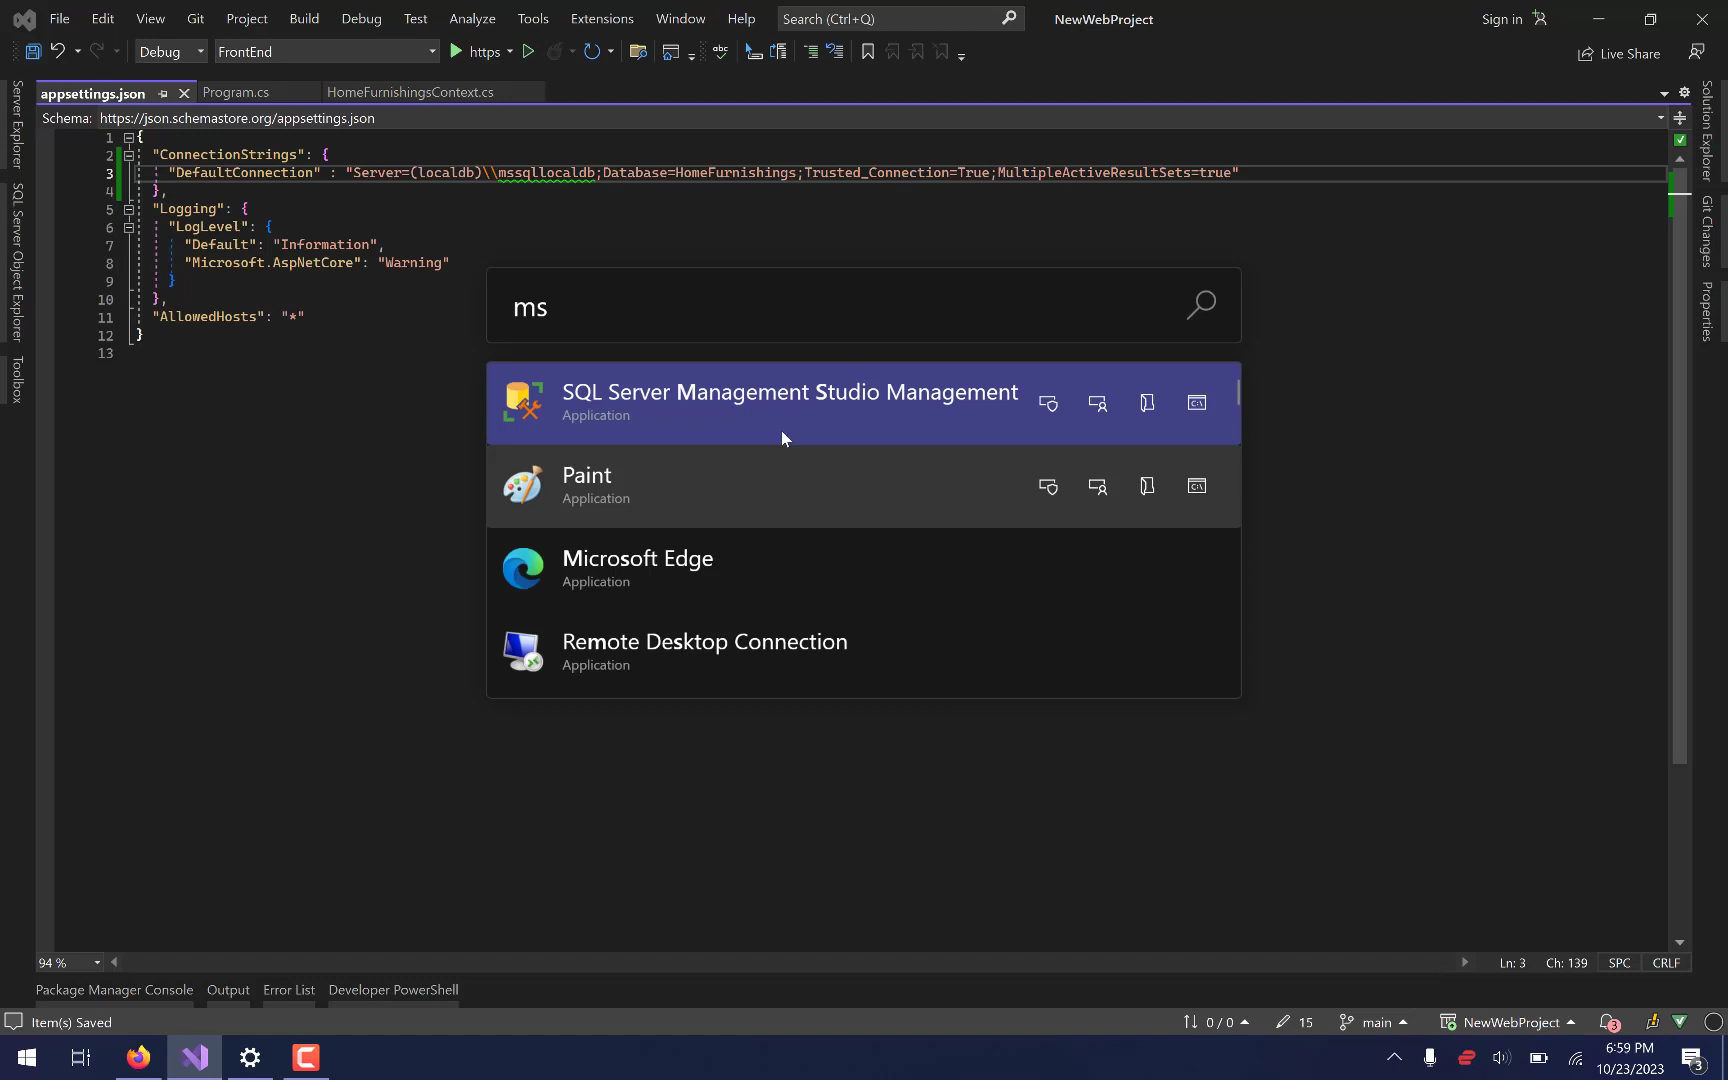 File Edit View Git Project Build Debug Test Analyze Tools Extensions Window Help Search (Ctrl+Q) NewWebProject Sign in
Debug FrontEnd https Live Share
appsettings.json Program.cs HomeFurnishingsContext.cs
Schema: https://json.schemastore.org/appsettings.json
1 {
2 "ConnectionStrings": {
3 "DefaultConnection" : "Server=(localdb)\\mssqllocaldb;Database=HomeFurnishings;Trusted_Connection=True;MultipleActiveResultSets=true"
4 },
5 "Logging": {
6 "LogLevel": {
7 "Default": "Information",
8 "Microsoft.AspNetCore": "Warning"
9 }
10 },
11 "AllowedHosts": "*"
12 }
13
Server Explorer
SQL Server Object Explorer
Toolbox
ms
SQL Server Management Studio Management
Application
Paint
Application
Microsoft Edge
Application
Remote Desktop Connection
Application
Solution Explorer
Git Changes
Properties
94 % Ln: 3 Ch: 139 SPC CRLF
Package Manager Console Output Error List Developer PowerShell
Item(s) Saved 0 / 0 15 main NewWebProject 3
6:59 PM
10/23/2023 3